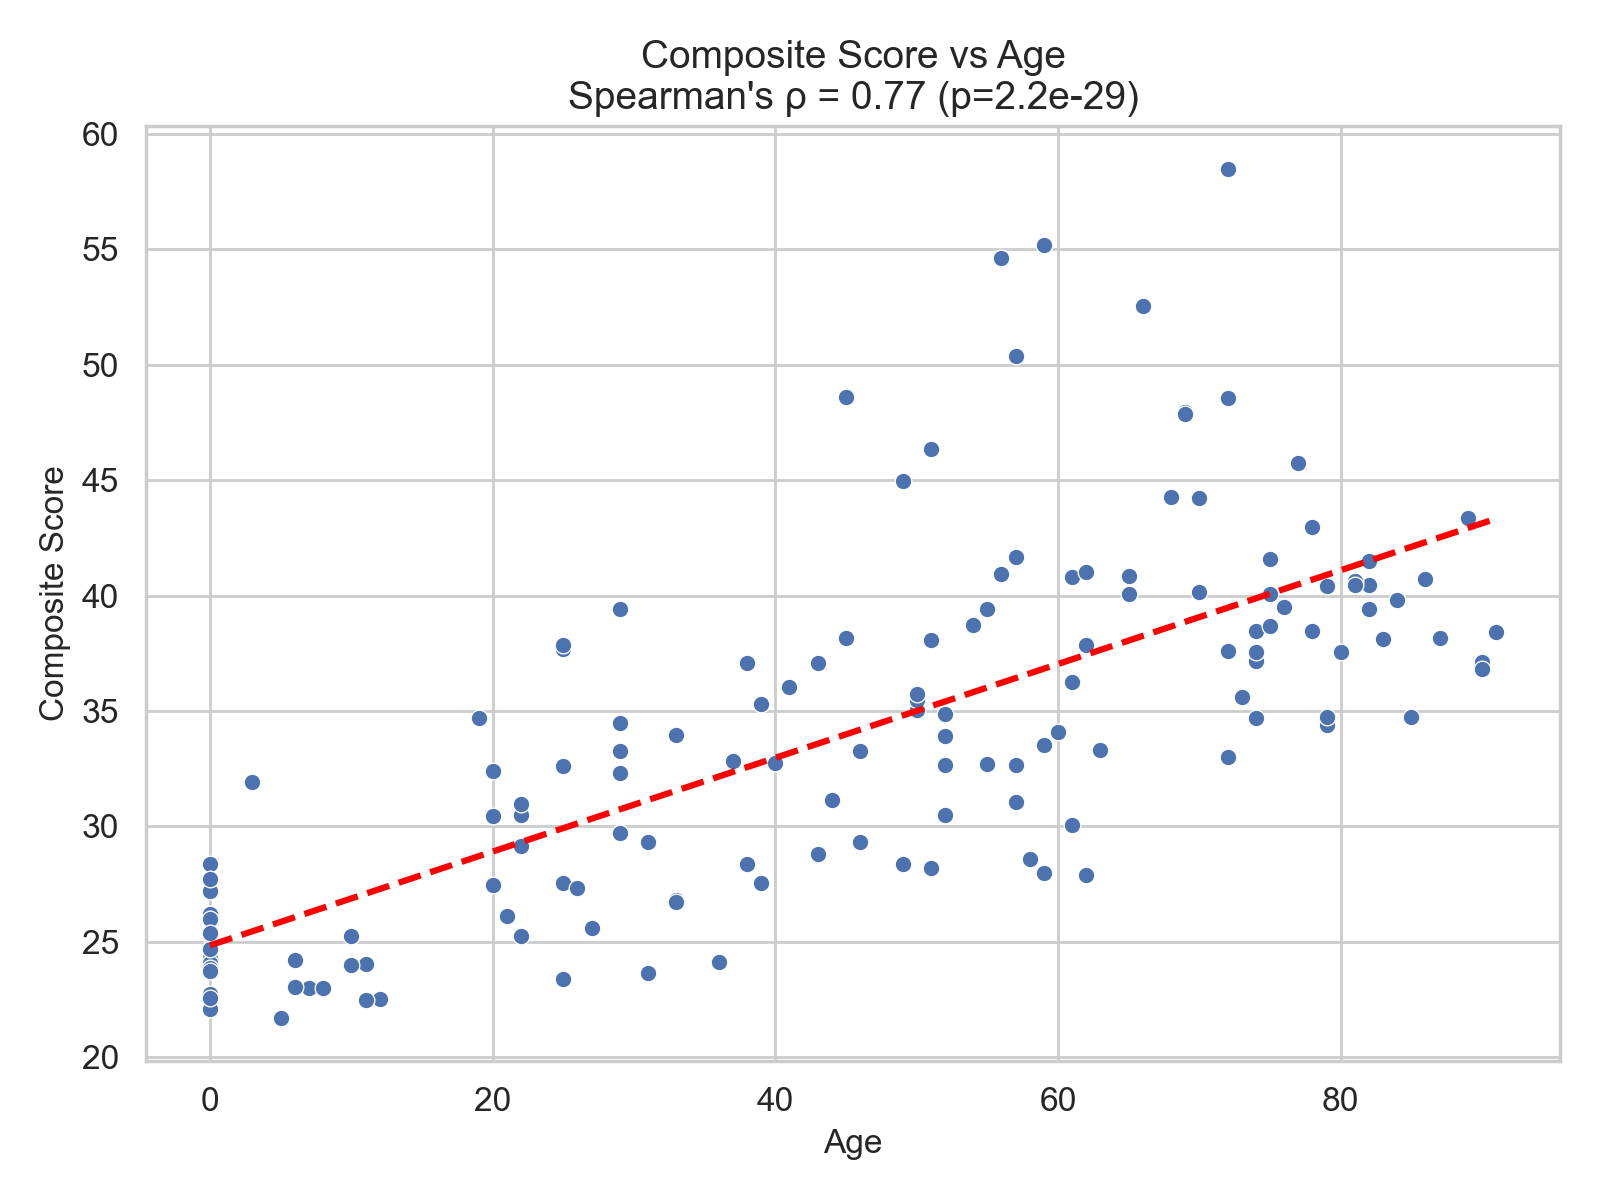 Composite Score vs Age
Spearman's ρ = 0.77 (p=2.2e-29)
60
55
50
45
40
35
30
25
20
Composite Score
0 20 40 60 80
Age